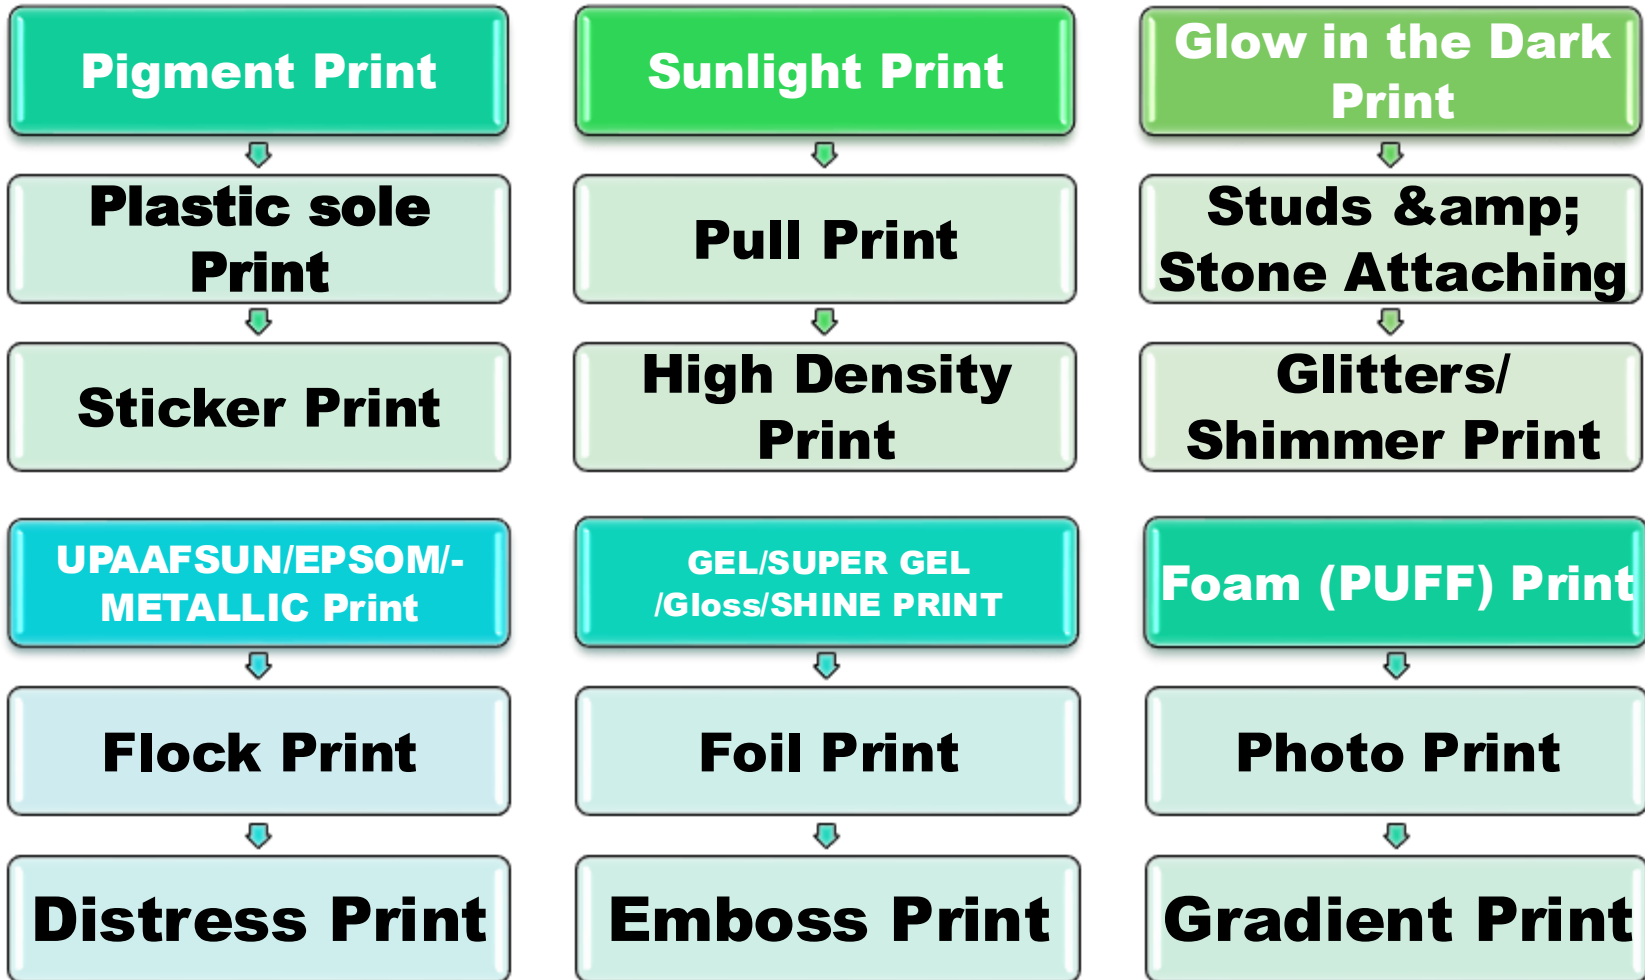 Pigment Print
Plastic sole
Print
Sticker Print
Sunlight Print
Pull Print
High Density
Print
Glow in the Dark
Print
Studs &amp;amp;
Stone Attaching
Glitters/
Shimmer Print
UPAAFSUN/EPSOM/-
METALLIC Print
Flock Print
Distress Print
GEL/SUPER GEL
/Gloss/SHINE PRINT
Foil Print
Emboss Print
Foam (PUFF) Print
Photo Print
Gradient Print